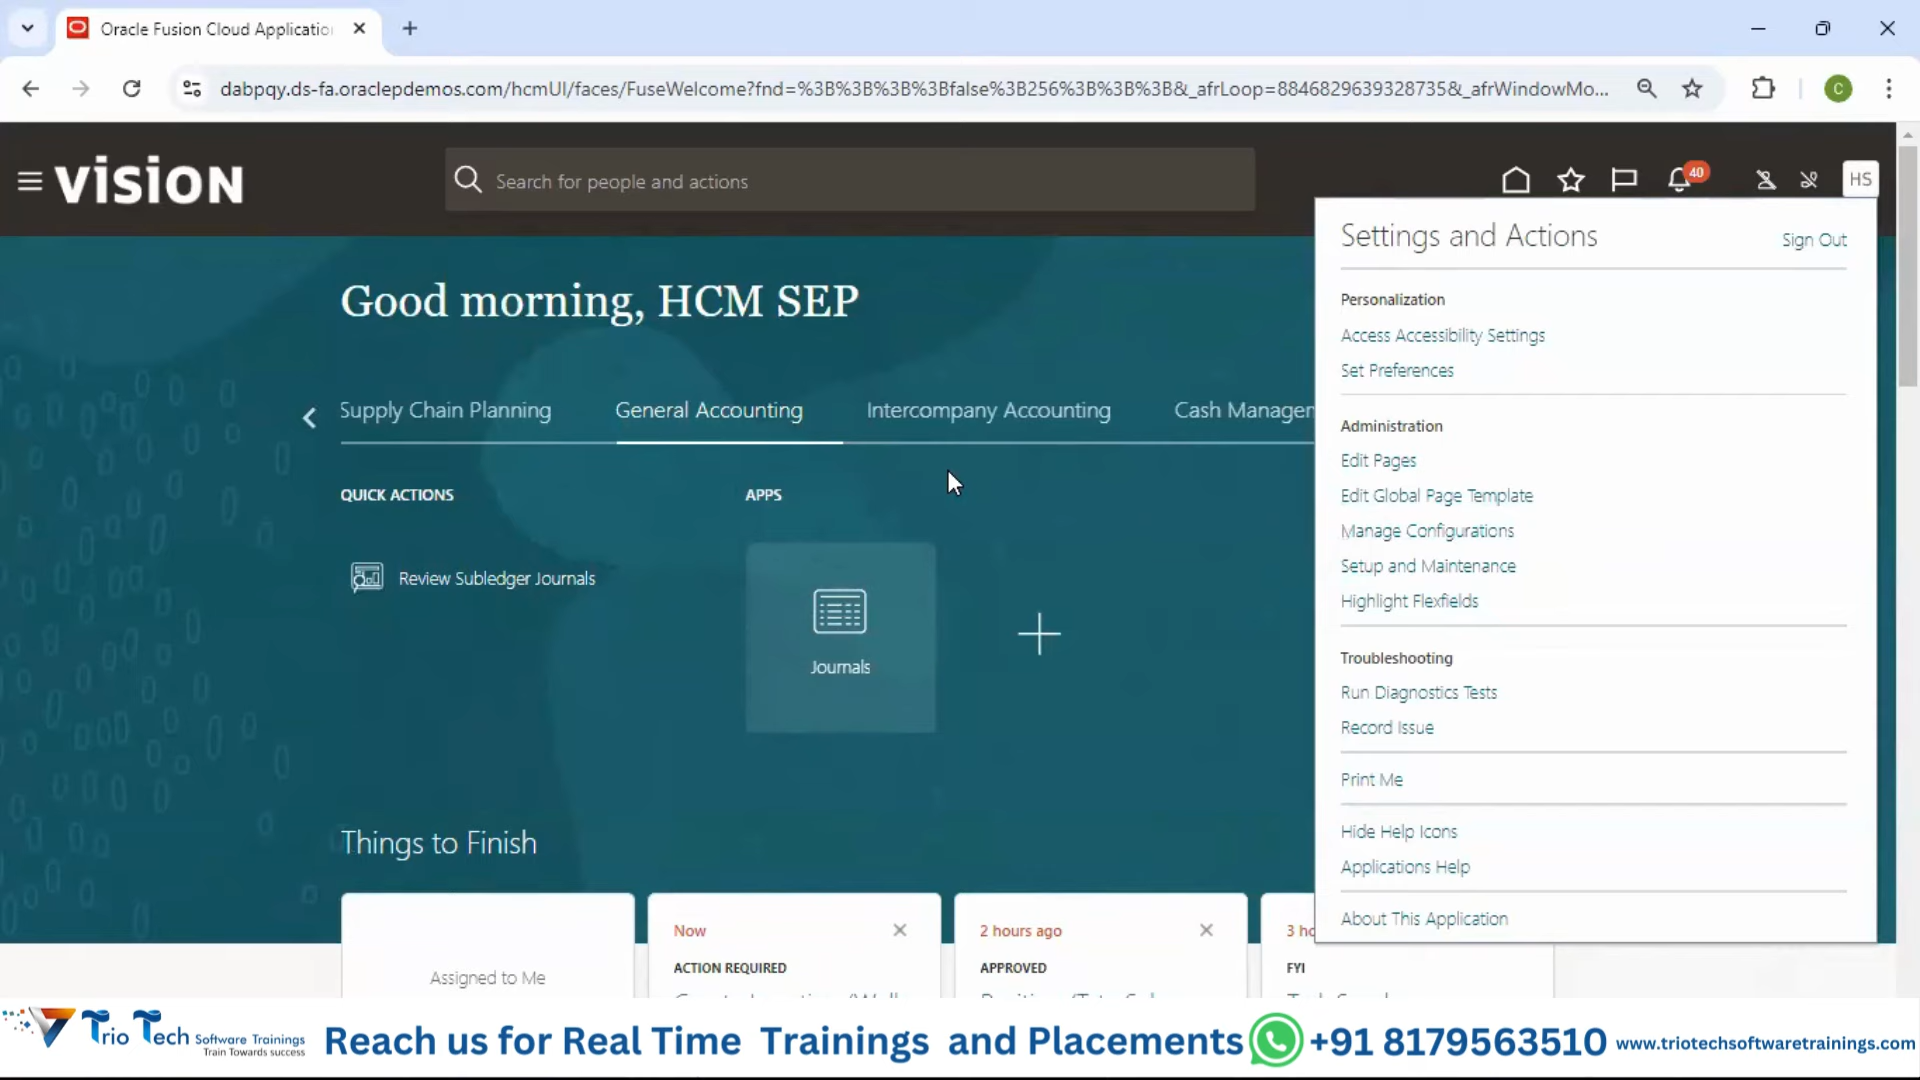 Oracle Fusion Cloud Applicatio
dabpqy.ds-fa.oraclepdemos.com/hcmUI/faces/FuseWelcome?fnd=%3B%3B%3B%3Bfalse%3B256%3B%3B%3B&_afrLoop=8846829639328735&_afrWindowMo...
C
vision
Search for people and actions
40
HS
Settings and Actions
Sign Out
Personalization
Access Accessibility Settings
Set Preferences
Administration
Edit Pages
Edit Global Page Template
Manage Configurations
Setup and Maintenance
Highlight Flexfields
Troubleshooting
Run Diagnostics Tests
Record Issue
Print Me
Hide Help Icons
Applications Help
About This Application
Good morning, HCM SEP
Supply Chain Planning
General Accounting
Intercompany Accounting
Cash Managem
QUICK ACTIONS
APPS
Review Subledger Journals
Journals
Things to Finish
Assigned to Me
Now
ACTION REQUIRED
2 hours ago
APPROVED
3 ho
FYI
Trio Tech Software Trainings
Train Towards success
Reach us for Real Time Trainings and Placements
+91 8179563510
www.triotechsoftwaretrainings.com